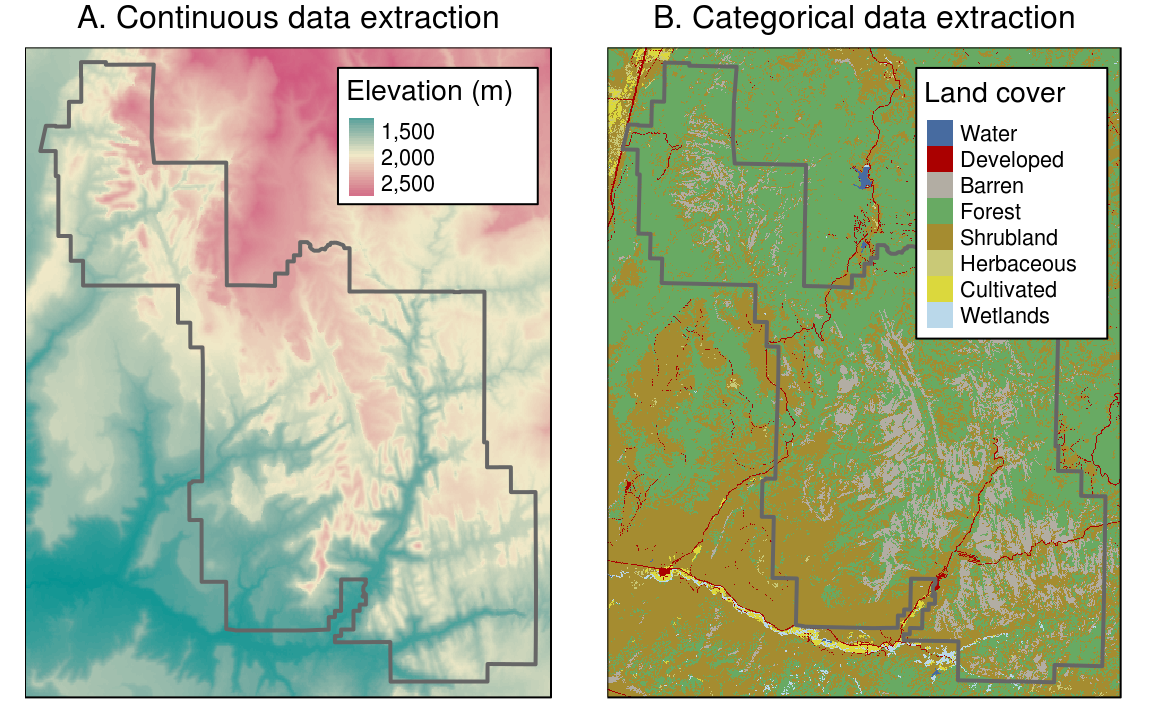 A. Continuous data extraction
Elevation (m)
1,500
2,000
2,500
B. Categorical data extraction
Land cover
Water
Developed
Barren
Forest
Shrubland
Herbaceous
Cultivated
Wetlands